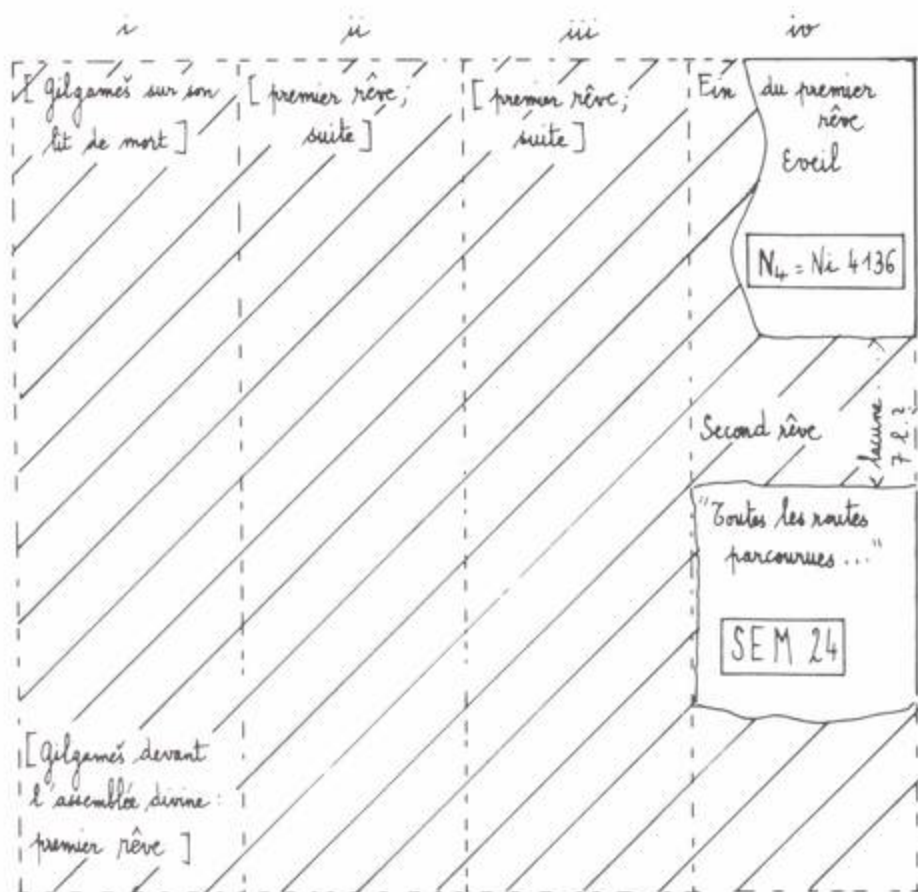 i
ii
iii
iv
[ Gilgameš sur son
lit de mort ]
[ premier rêve,
suite ]
[ premier rêve,
suite ]
Fin du premier
rêve
Eveil
N4 = Ni 4136
lacune
7 l. ?
Second rêve
"Toutes les routes
parcourues ..."
SEM 24
[ Gilgameš devant
l'assemblée divine :
premier rêve ]